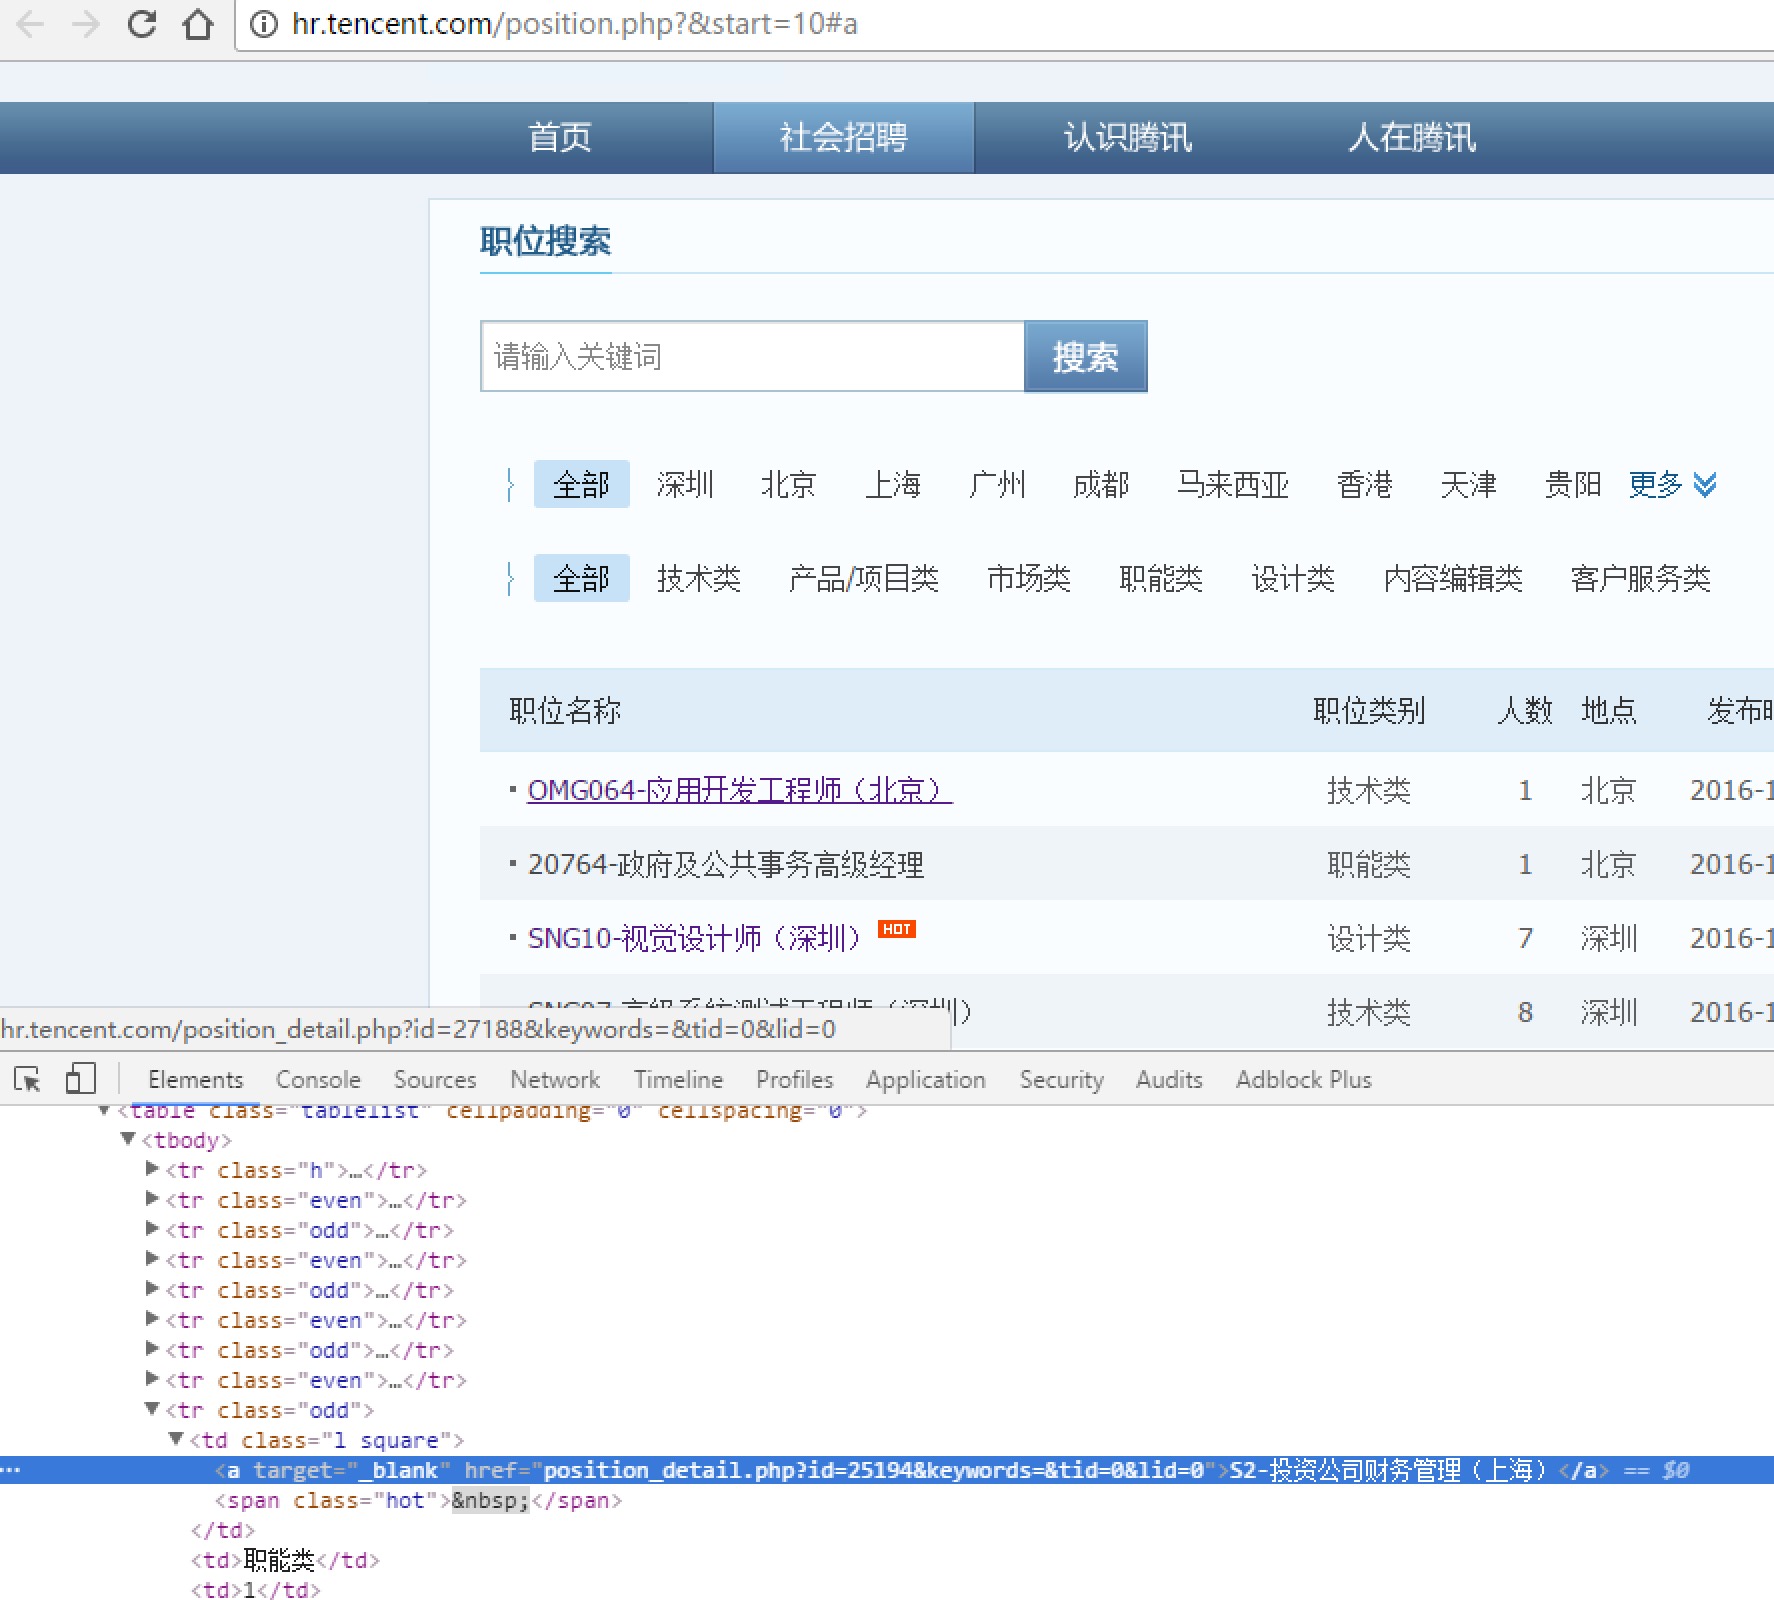 hr.tencent.com/position.php?&start=10#a
首页 社会招聘 认识腾讯 人在腾讯
职位搜索
请输入关键词 搜索
全部 深圳 北京 上海 广州 成都 马来西亚 香港 天津 贵阳 更多
全部 技术类 产品/项目类 市场类 职能类 设计类 内容编辑类 客户服务类
职位名称 职位类别 人数 地点 发布
OMG064-应用开发工程师（北京） 技术类 1 北京 2016-1
20764-政府及公共事务高级经理 职能类 1 北京 2016-1
SNG10-视觉设计师（深圳） HOT 设计类 7 深圳 2016-1
SNG07-高级系统测试工程师（深圳） 技术类 8 深圳 2016-1
hr.tencent.com/position_detail.php?id=27188&keywords=&tid=0&lid=0
Elements Console Sources Network Timeline Profiles Application Security Audits Adblock Plus
<table class="tablelist" cellpadding="0" cellspacing="0">
<tbody>
<tr class="h">…</tr>
<tr class="even">…</tr>
<tr class="odd">…</tr>
<tr class="even">…</tr>
<tr class="odd">…</tr>
<tr class="even">…</tr>
<tr class="odd">…</tr>
<tr class="even">…</tr>
<tr class="odd">
<td class="l square">
<a target="_blank" href="position_detail.php?id=25194&keywords=&tid=0&lid=0">S2-投资公司财务管理（上海）</a> == $0
<span class="hot">&nbsp;</span>
</td>
<td>职能类</td>
<td>1</td>